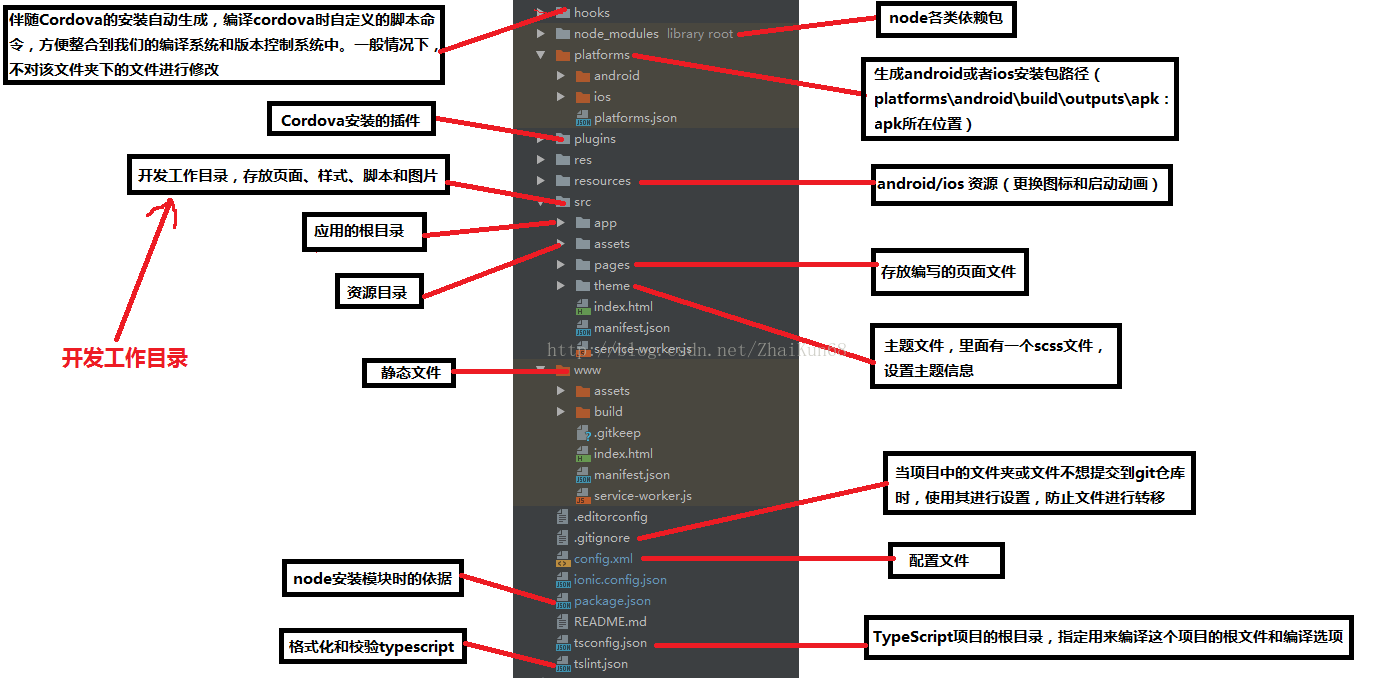 伴随Cordova的安装自动生成，编译cordova时自定义的脚本命
令，方便整合到我们的编译系统和版本控制系统中。一般情况下，
不对该文件夹下的文件进行修改
Cordova安装的插件
开发工作目录，存放页面、样式、脚本和图片
应用的根目录
资源目录
开发工作目录
静态文件
node安装模块时的依据
格式化和校验typescript
hooks
node_modules library root
platforms
android
ios
platforms.json
plugins
res
resources
src
app
assets
pages
theme
index.html
manifest.json
service-worker.js
http://blog.csdn.net/Zhaikun68
www
assets
build
.gitkeep
index.html
manifest.json
service-worker.js
.editorconfig
.gitignore
config.xml
ionic.config.json
package.json
README.md
tsconfig.json
tslint.json
node各类依赖包
生成android或者ios安装包路径（
platforms\android\build\outputs\apk：
apk所在位置）
android/ios 资源（更换图标和启动动画）
存放编写的页面文件
主题文件，里面有一个scss文件，
设置主题信息
当项目中的文件夹或文件不想提交到git仓库
时，使用其进行设置，防止文件进行转移
配置文件
TypeScript项目的根目录，指定用来编译这个项目的根文件和编译选项